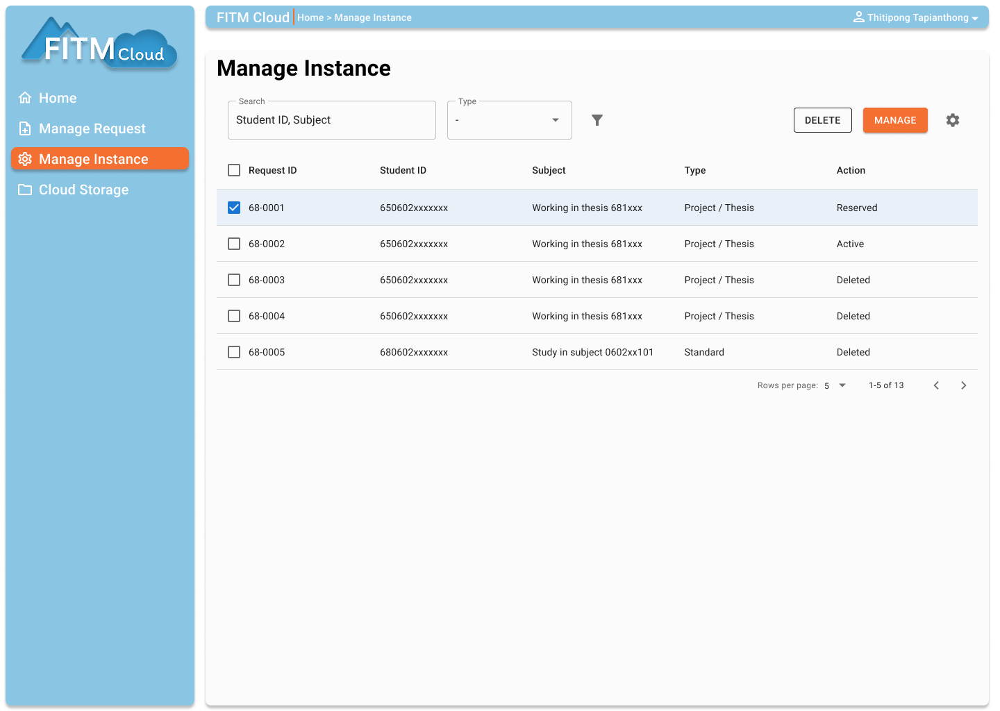 FITM Cloud
Home
Manage Request
Manage Instance
Cloud Storage
FITM Cloud Home > Manage Instance Thitipong Tapianthong
Manage Instance
Search Type
Student ID, Subject - DELETE MANAGE
Request ID Student ID Subject Type Action
68-0001 650602xxxxxxx Working in thesis 681xxx Project / Thesis Reserved
68-0002 650602xxxxxxx Working in thesis 681xxx Project / Thesis Active
68-0003 650602xxxxxxx Working in thesis 681xxx Project / Thesis Deleted
68-0004 650602xxxxxxx Working in thesis 681xxx Project / Thesis Deleted
68-0005 680602xxxxxxx Study in subject 0602xx101 Standard Deleted
Rows per page: 5 1-5 of 13